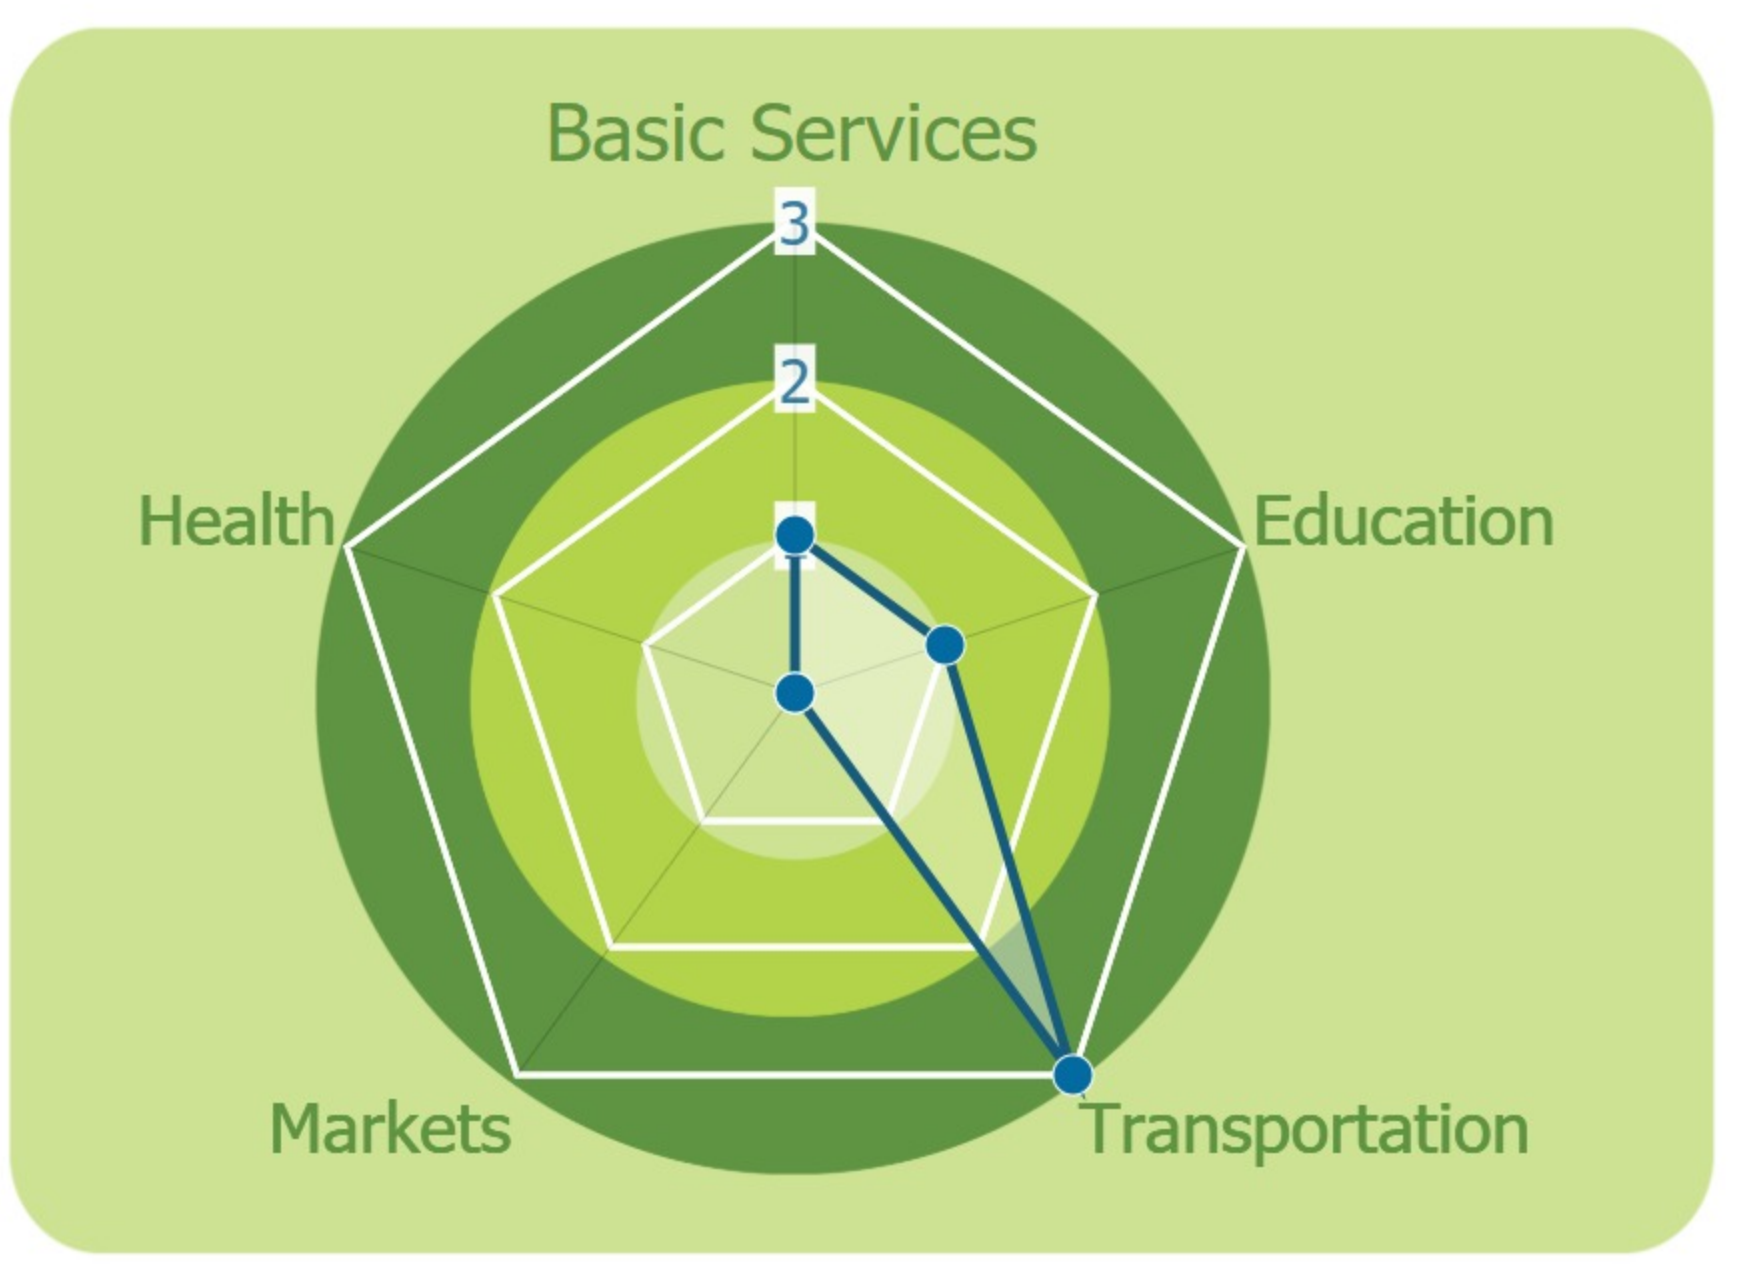 Basic Services
3
2
Health
Education
Markets
Transportation